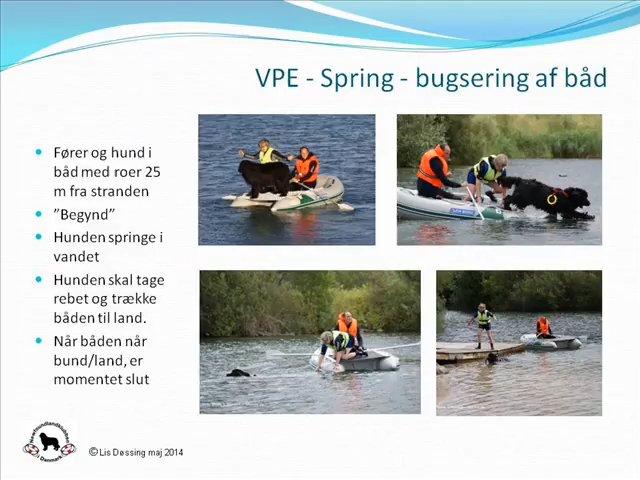 VPE - Spring - bugsering af båd
Fører og hund i
båd med roer 25
m fra stranden
”Begynd”
Hunden springe i
vandet
Hunden skal tage
rebet og trække
båden til land.
Når båden når
bund/land, er
momentet slut
Newfoundlandklubben
i Danmark
© Lis Døssing maj 2014